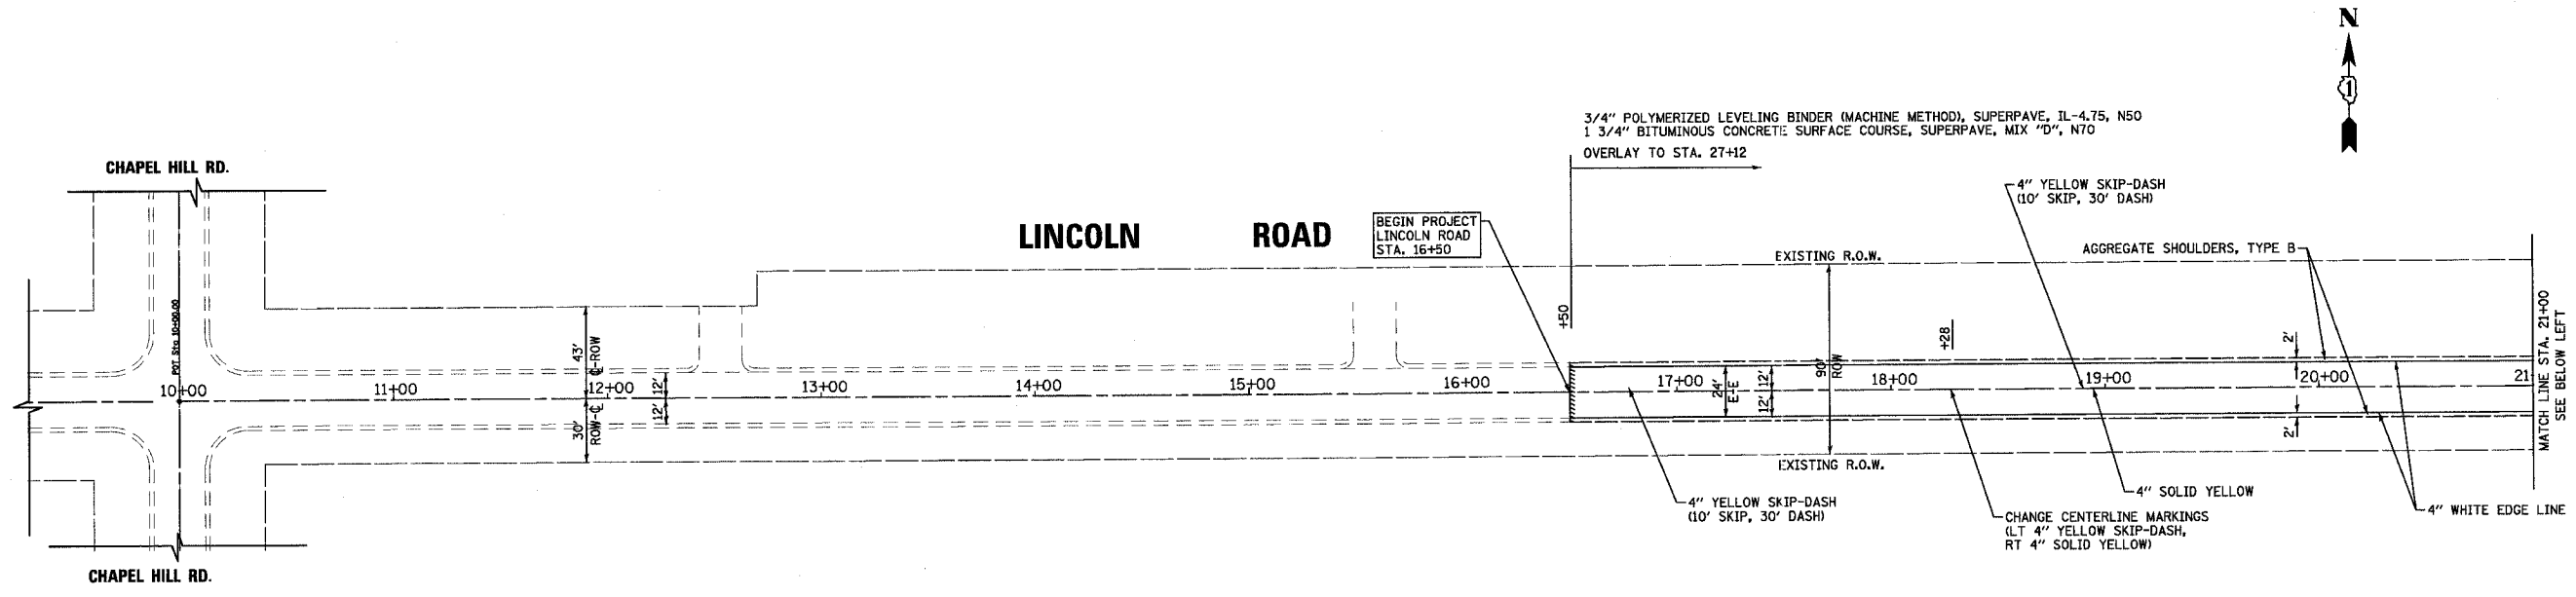 N
1
3/4" POLYMERIZED LEVELING BINDER (MACHINE METHOD), SUPERPAVE, IL-4.75, N50
1 3/4" BITUMINOUS CONCRETE SURFACE COURSE, SUPERPAVE, MIX "D", N70
OVERLAY TO STA. 27+12
CHAPEL HILL RD.
4" YELLOW SKIP-DASH
(10' SKIP, 30' DASH)
LINCOLN ROAD
BEGIN PROJECT
LINCOLN ROAD
STA. 16+50
EXISTING R.O.W.
AGGREGATE SHOULDERS, TYPE B
+50
+28
POT Sta 10+00.00
43'
℄-ROW
90'
ROW
2'
MATCH LINE STA. 21+00
SEE BELOW LEFT
10+00
11+00
12+00
12'
13+00
14+00
15+00
16+00
17+00
24'
E-E
12'
18+00
19+00
20+00
21
30'
ROW-℄
12'
12'
2'
EXISTING R.O.W.
4" YELLOW SKIP-DASH
(10' SKIP, 30' DASH)
CHANGE CENTERLINE MARKINGS
(LT 4" YELLOW SKIP-DASH,
RT 4" SOLID YELLOW)
4" SOLID YELLOW
4" WHITE EDGE LINE
CHAPEL HILL RD.